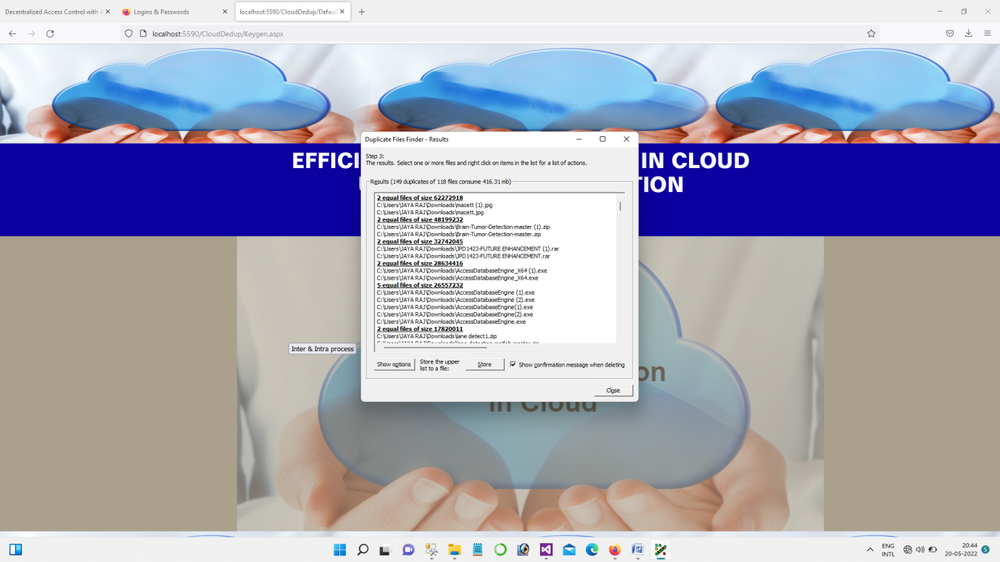 Decentralized Access Control with A
Logins & Passwords
localhost:5590/CloudDedup/Defaul
localhost:5590/CloudDedup/Keygen.aspx
EFFICI
IN CLOUD
TION
Duplicate Files Finder - Results
Step 3:
The results. Select one or more files and right click on items in the list for a list of actions.
Results (149 duplicates of 118 files consume 416.31 mb)
2 equal files of size 62272918
C:\Users\JAYA RAJ\Downloads\macett (1).jpg
C:\Users\JAYA RAJ\Downloads\macett.jpg
2 equal files of size 48199232
C:\Users\JAYA RAJ\Downloads\Brain-Tumor-Detection-master (1).zip
C:\Users\JAYA RAJ\Downloads\Brain-Tumor-Detection-master.zip
2 equal files of size 32742045
C:\Users\JAYA RAJ\Downloads\JPD1423-FUTURE ENHANCEMENT (1).rar
C:\Users\JAYA RAJ\Downloads\JPD1423-FUTURE ENHANCEMENT.rar
2 equal files of size 28634416
C:\Users\JAYA RAJ\Downloads\AccessDatabaseEngine_X64 (1).exe
C:\Users\JAYA RAJ\Downloads\AccessDatabaseEngine_X64.exe
5 equal files of size 26557232
C:\Users\JAYA RAJ\Downloads\AccessDatabaseEngine (1).exe
C:\Users\JAYA RAJ\Downloads\AccessDatabaseEngine (2).exe
C:\Users\JAYA RAJ\Downloads\AccessDatabaseEngine(1).exe
C:\Users\JAYA RAJ\Downloads\AccessDatabaseEngine(2).exe
C:\Users\JAYA RAJ\Downloads\AccessDatabaseEngine.exe
2 equal files of size 17820011
C:\Users\JAYA RAJ\Downloads\lane detect1.zip
Inter & Intra process
Show options
Store the upper
list to a file:
Store
Show confirmation message when deleting
Close
on
in Cloud
ENG
INTL
20:44
20-05-2022
5